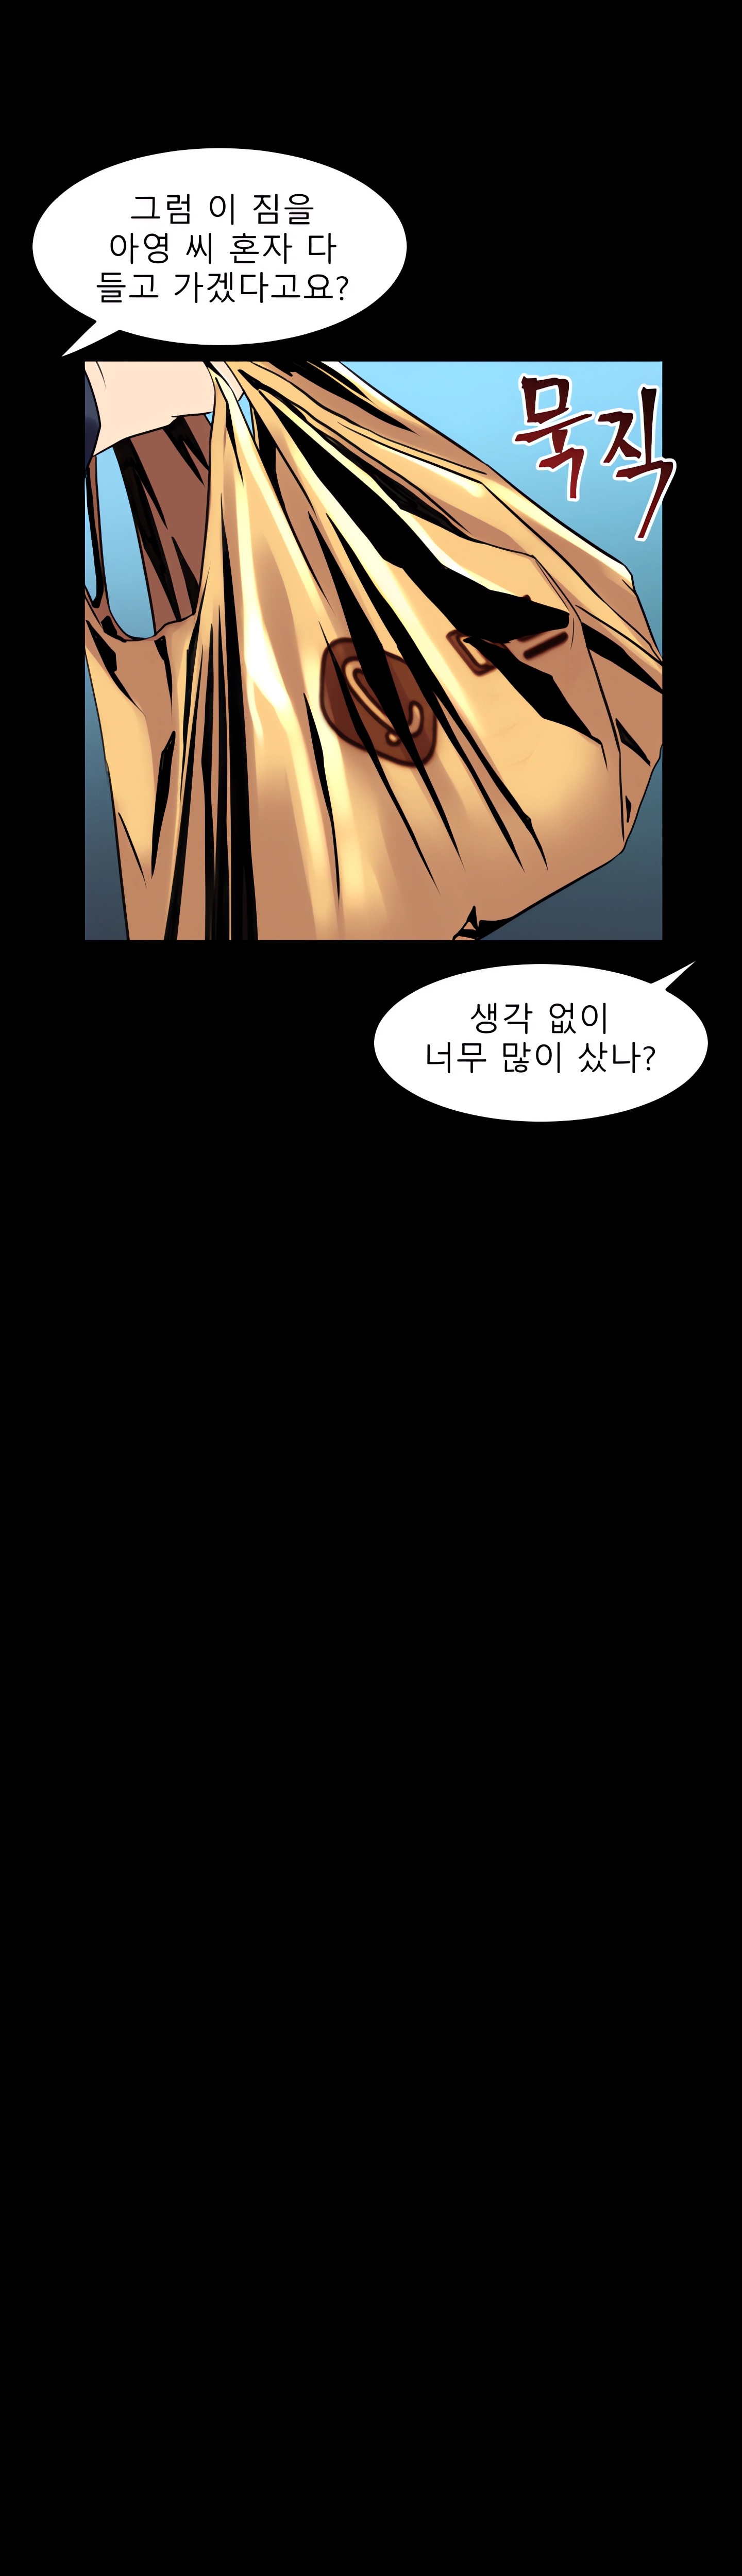 그럼 이 짐을
아영 씨 혼자 다
들고 가겠다고요?
묵직
생각 없이
너무 많이 샀나?